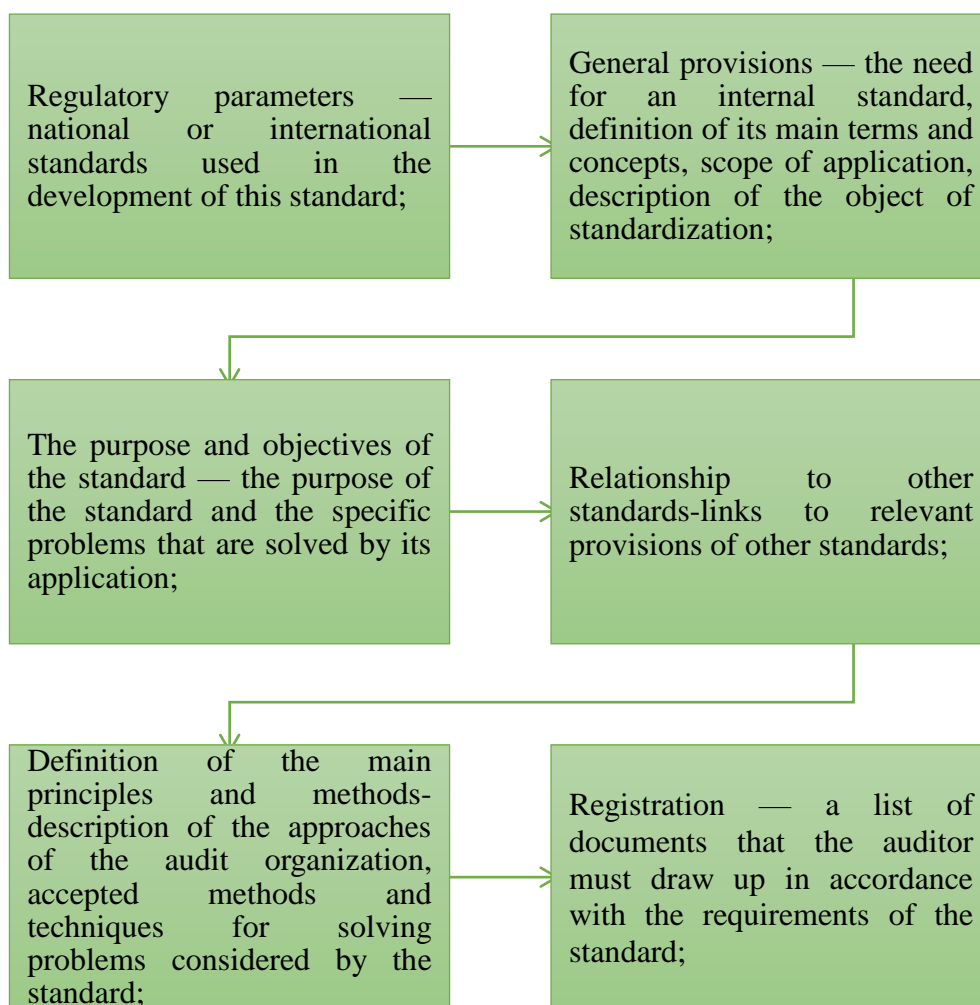 Regulatory parameters —
national or international
standards used in the
development of this standard;
General provisions — the need
for an internal standard,
definition of its main terms and
concepts, scope of application,
description of the object of
standardization;
The purpose and objectives of
the standard — the purpose of
the standard and the specific
problems that are solved by its
application;
Relationship to other
standards-links to relevant
provisions of other standards;
Definition of the main
principles and methods-
description of the approaches
of the audit organization,
accepted methods and
techniques for solving
problems considered by the
standard;
Registration — a list of
documents that the auditor
must draw up in accordance
with the requirements of the
standard;